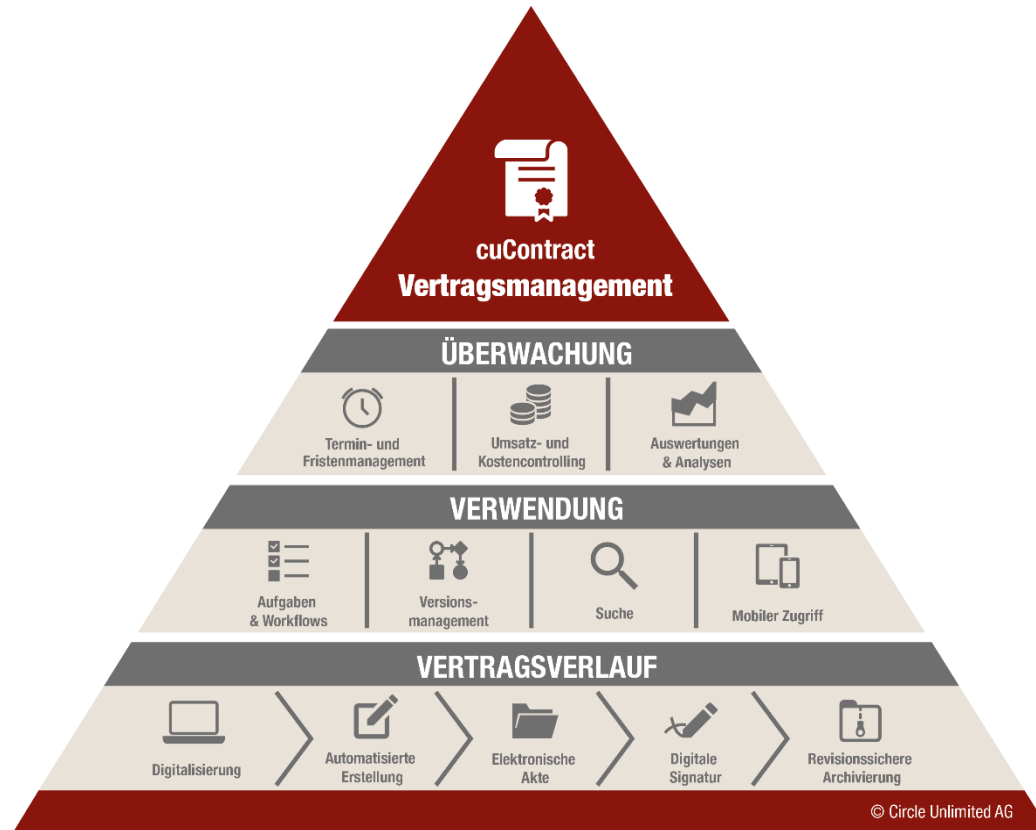 cuContract
Vertragsmanagement
ÜBERWACHUNG
Termin- und
Fristenmanagement
Umsatz- und
Kostencontrolling
Auswertungen
& Analysen
VERWENDUNG
Aufgaben
& Workflows
Versions-
management
Suche
Mobiler Zugriff
VERTRAGSVERLAUF
Digitalisierung
Automatisierte
Erstellung
Elektronische
Akte
Digitale
Signatur
Revisionssichere
Archivierung
© Circle Unlimited AG